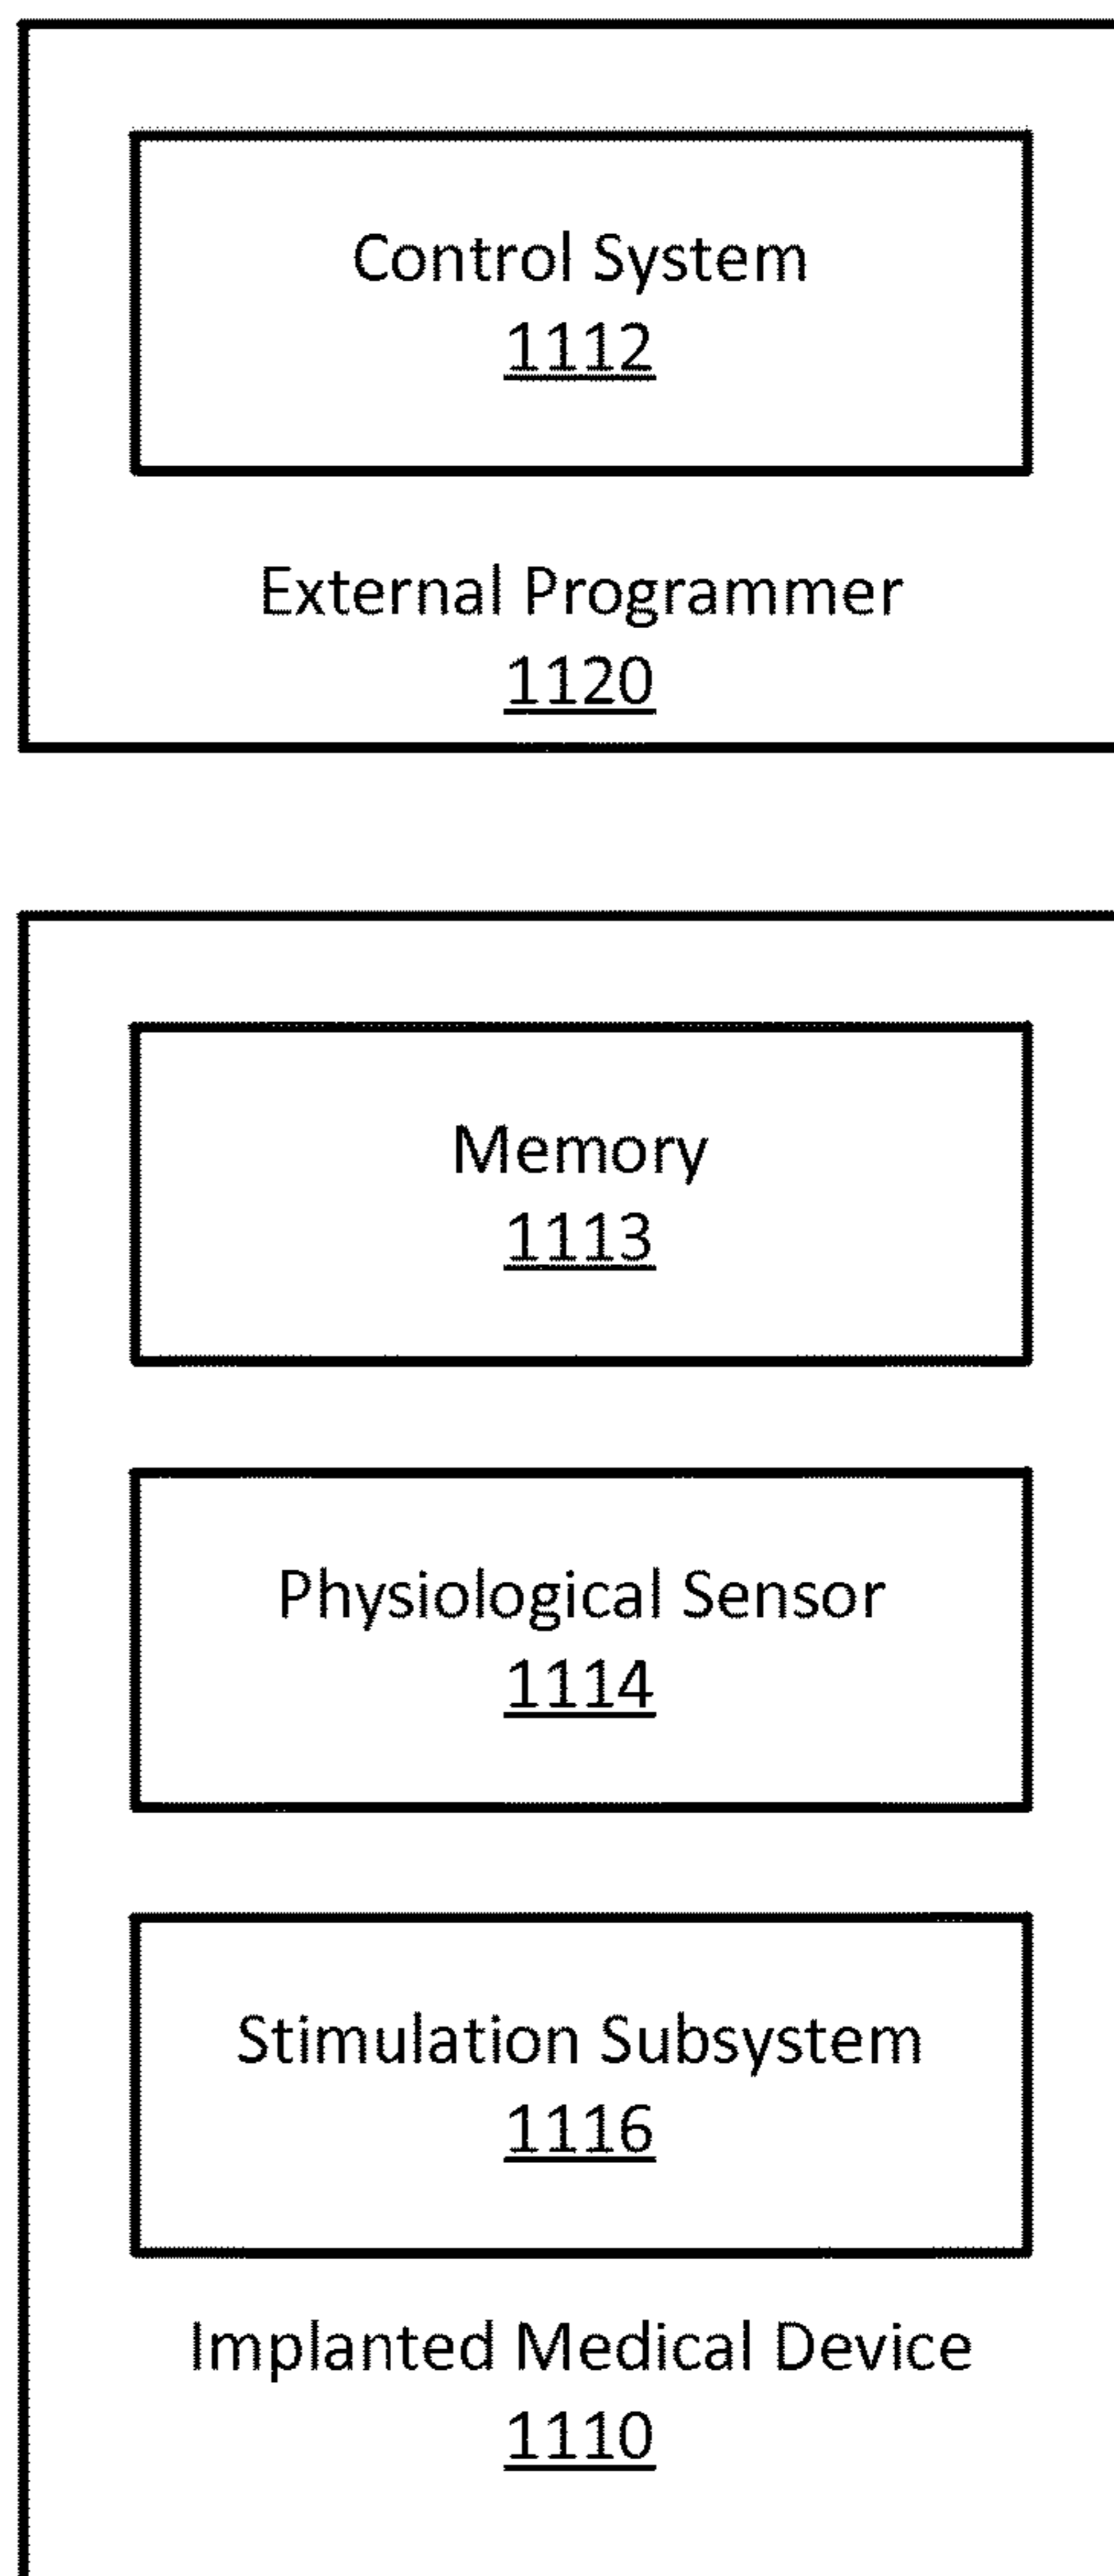 Control System
1112
External Programmer
1120
Memory
1113
Physiological Sensor
1114
Stimulation Subsystem
1116
Implanted Medical Device
1110